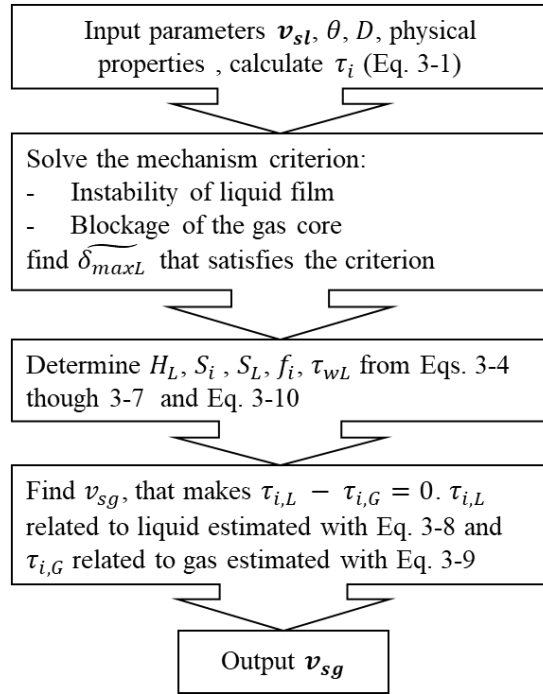 Input parameters 𝒗𝒔𝒍, θ, D, physical
properties , calculate τᵢ (Eq. 3-1)
Solve the mechanism criterion:
- Instability of liquid film
- Blockage of the gas core
find δ̃_maxL that satisfies the criterion
Determine H_L, S_i , S_L, f_i, τ_wL from Eqs. 3-4
though 3-7 and Eq. 3-10
Find v_sg, that makes τ_i,L − τ_i,G = 0. τ_i,L
related to liquid estimated with Eq. 3-8 and
τ_i,G related to gas estimated with Eq. 3-9
Output v_sg